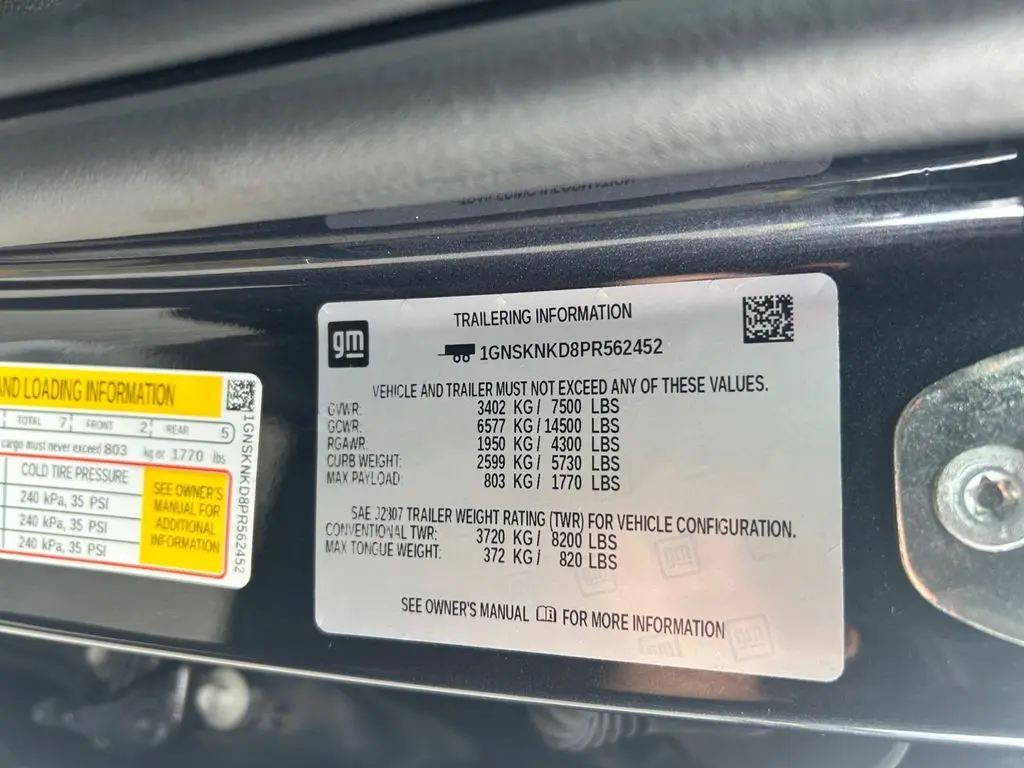 TRAILERING INFORMATION
AND LOADING INFORMATION
TOTAL 7 FRONT 2 REAR 5
cargo must never exceed 803 kg or 1770 lbs
COLD TIRE PRESSURE
240 kPa, 35 PSI
240 kPa, 35 PSI
240 kPa, 35 PSI
SEE OWNER'S
MANUAL FOR
ADDITIONAL
INFORMATION
1GNSKNKD8PR562452
gm
TRAILERING INFORMATION
1GNSKNKD8PR562452
VEHICLE AND TRAILER MUST NOT EXCEED ANY OF THESE VALUES.
GVWR: 3402 KG/ 7500 LBS
GCWR: 6577 KG/ 14500 LBS
RGAWR: 1950 KG/ 4300 LBS
CURB WEIGHT: 2599 KG/ 5730 LBS
MAX PAYLOAD: 803 KG/ 1770 LBS
SAE J2807 TRAILER WEIGHT RATING (TWR) FOR VEHICLE CONFIGURATION.
CONVENTIONAL TWR: 3720 KG/ 8200 LBS
MAX TONGUE WEIGHT: 372 KG/ 820 LBS
SEE OWNER'S MANUAL FOR MORE INFORMATION
gm
gm
gm